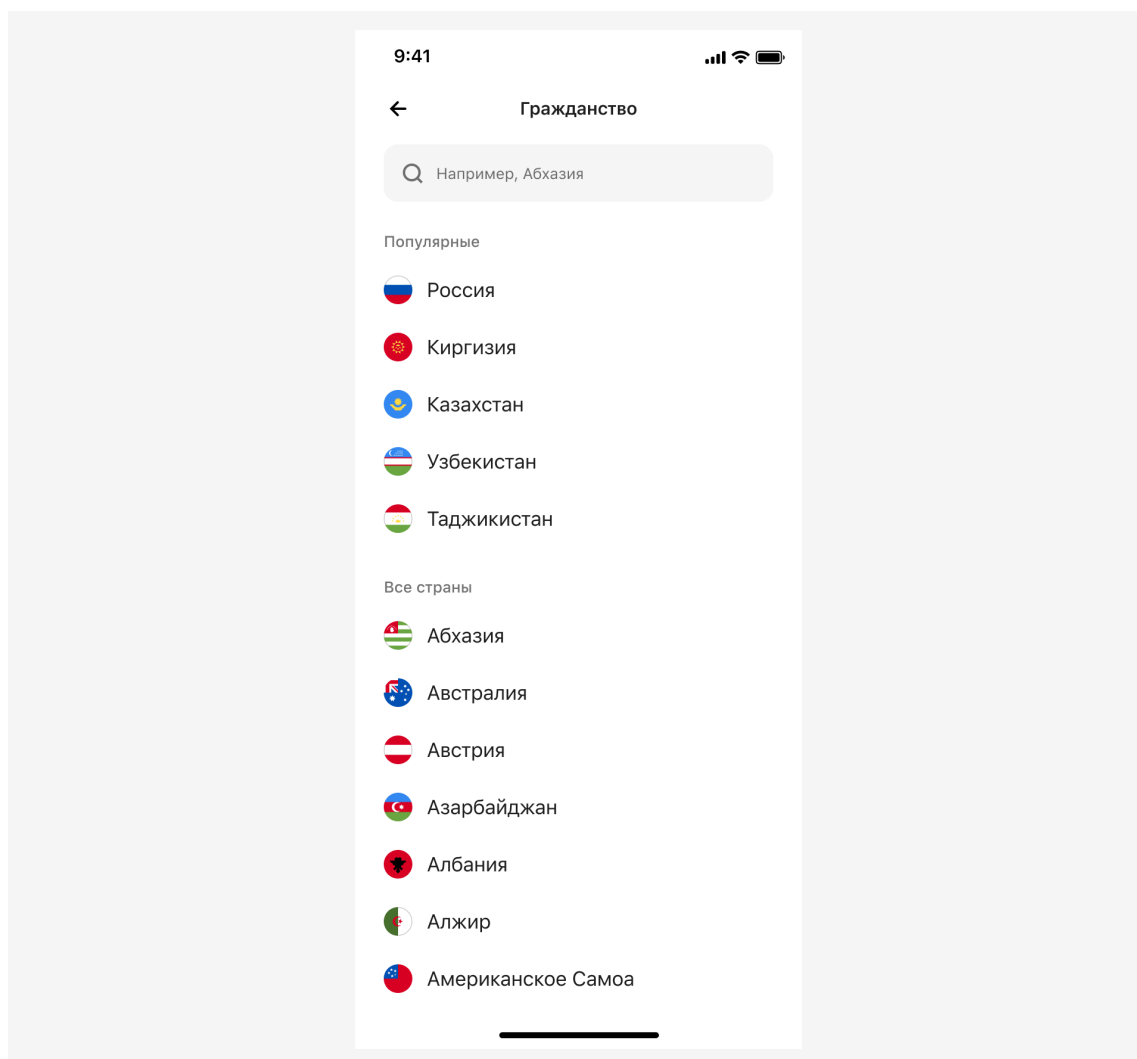 9:41
Гражданство
Например, Абхазия
Популярные
Россия
Киргизия
Казахстан
Узбекистан
Таджикистан
Все страны
Абхазия
Австралия
Австрия
Азарбайджан
Албания
Алжир
Американское Самоа